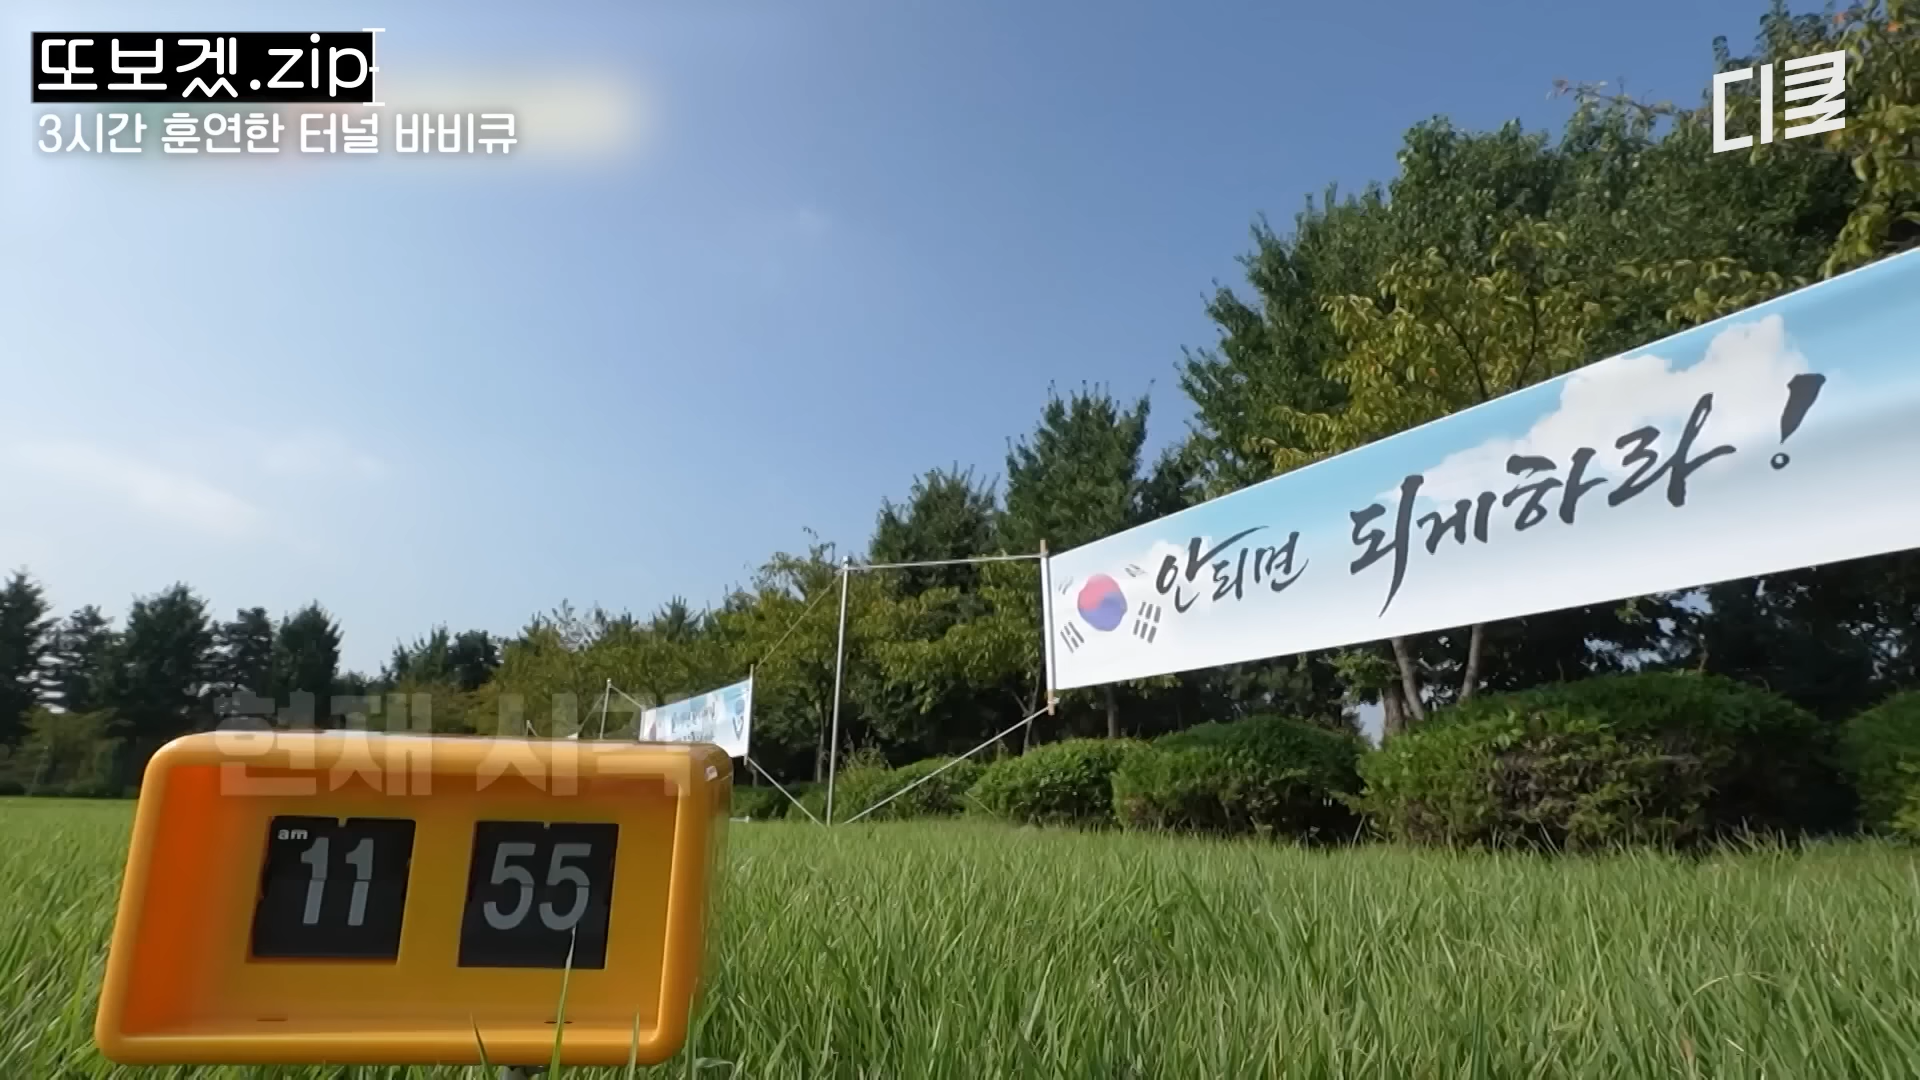 또보겠.zip
3시간 훈연한 터널 바비큐
디클
안되면 되게하라!
현재 시각
am
11 55